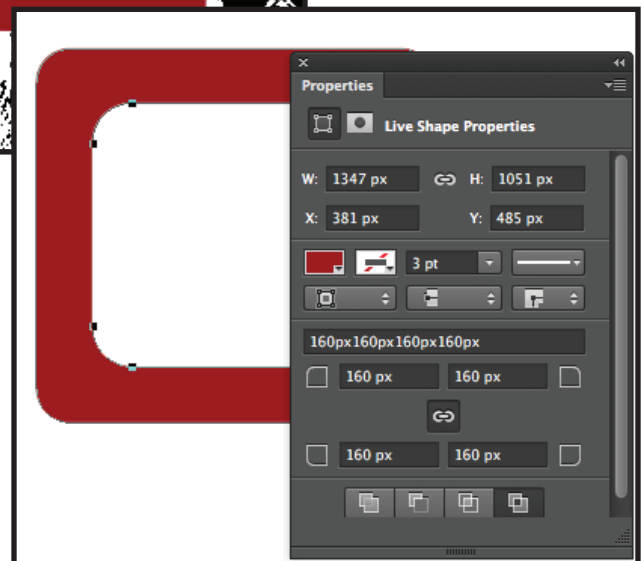 Properties
Live Shape Properties
W: 1347 px H: 1051 px
X: 381 px Y: 485 px
3 pt
160px160px160px160px
160 px 160 px
160 px 160 px